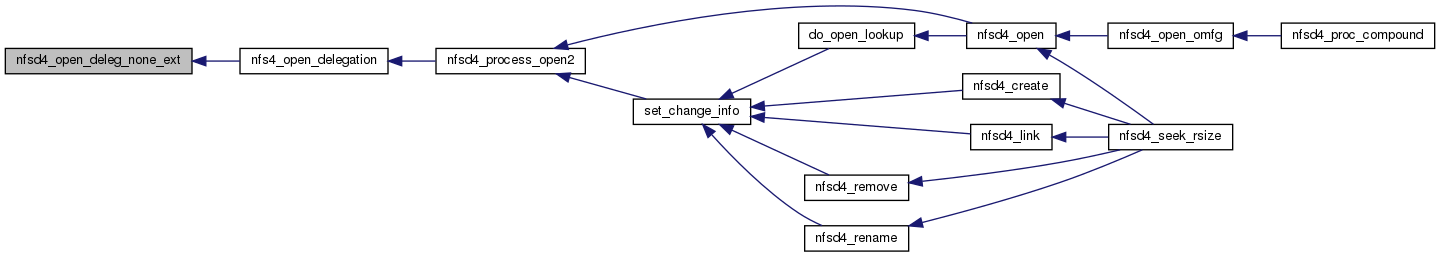 nfsd4_open_deleg_none_ext
nfs4_open_delegation
nfsd4_process_open2
set_change_info
do_open_lookup
nfsd4_open
nfsd4_open_omfg
nfsd4_proc_compound
nfsd4_create
nfsd4_link
nfsd4_seek_rsize
nfsd4_remove
nfsd4_rename